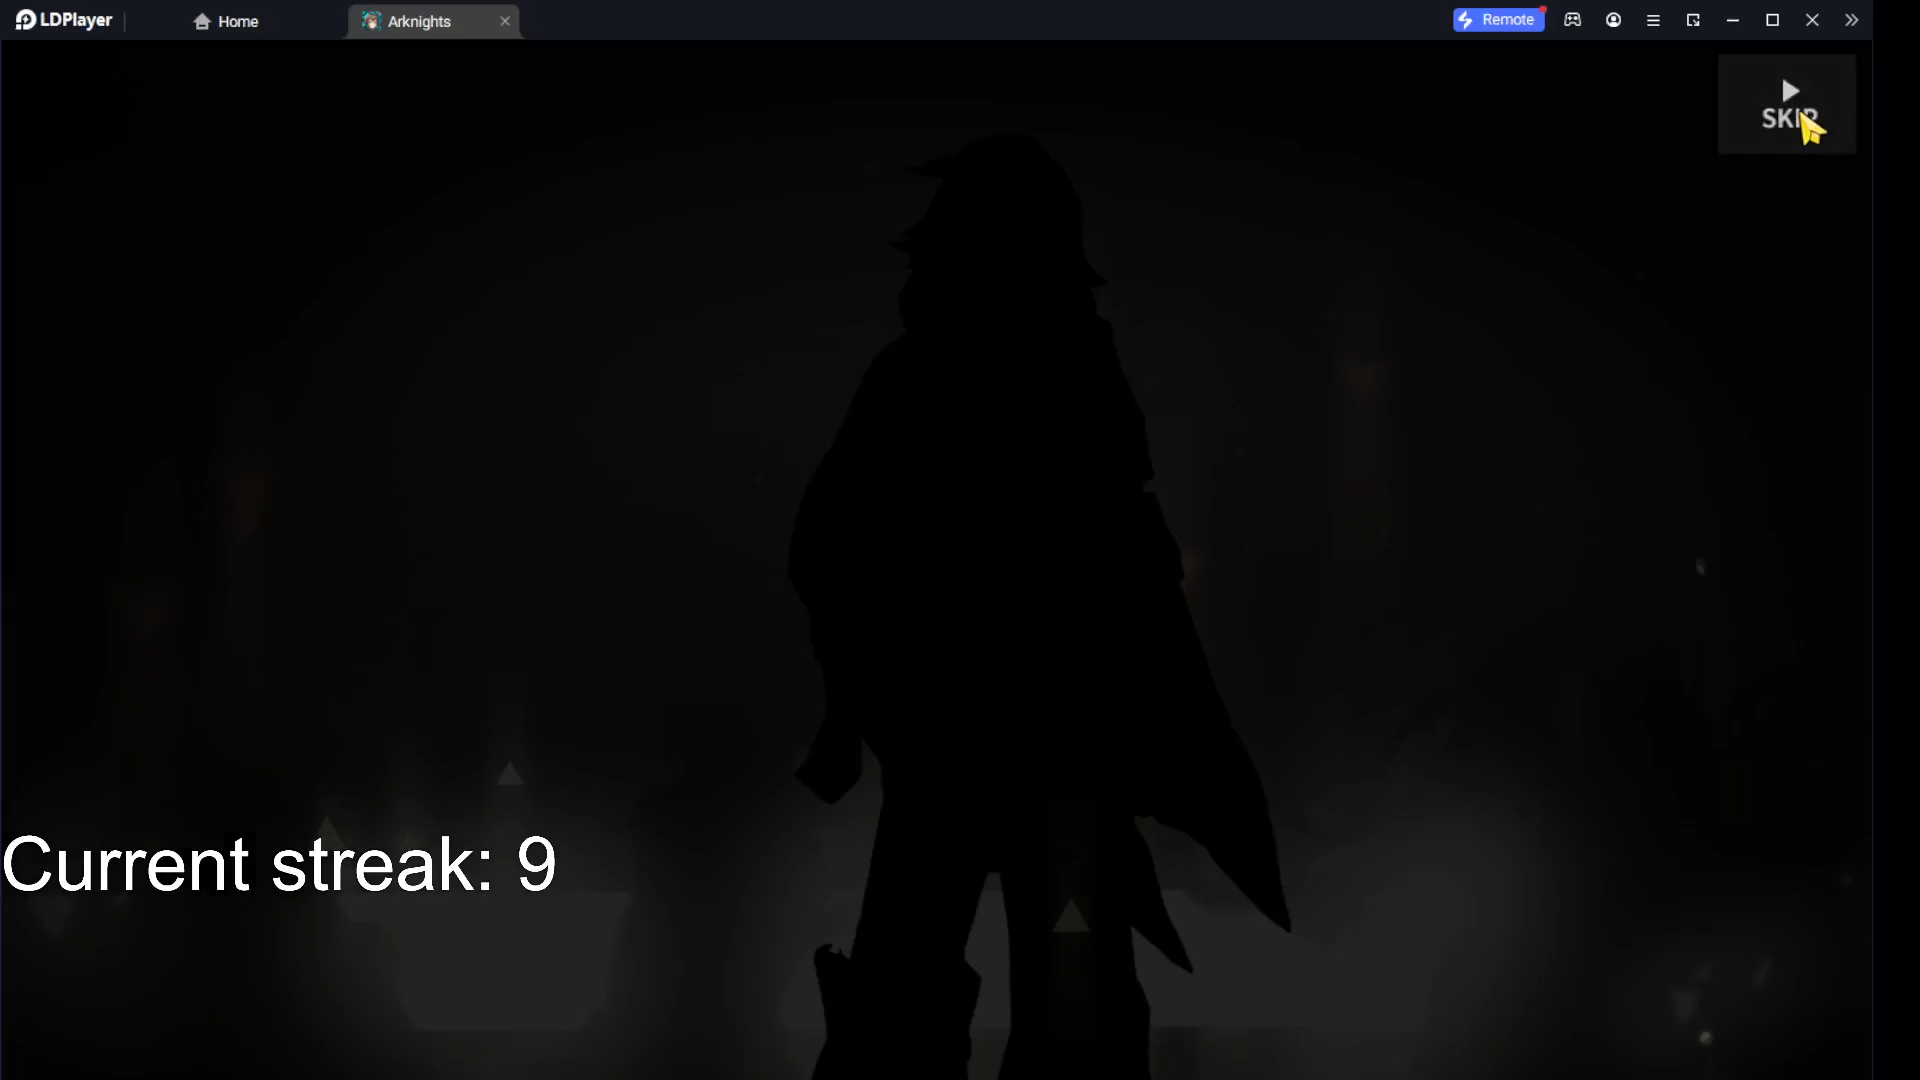 LDPlayer
Home
Arknights
Remote
SKIP
Current streak: 9